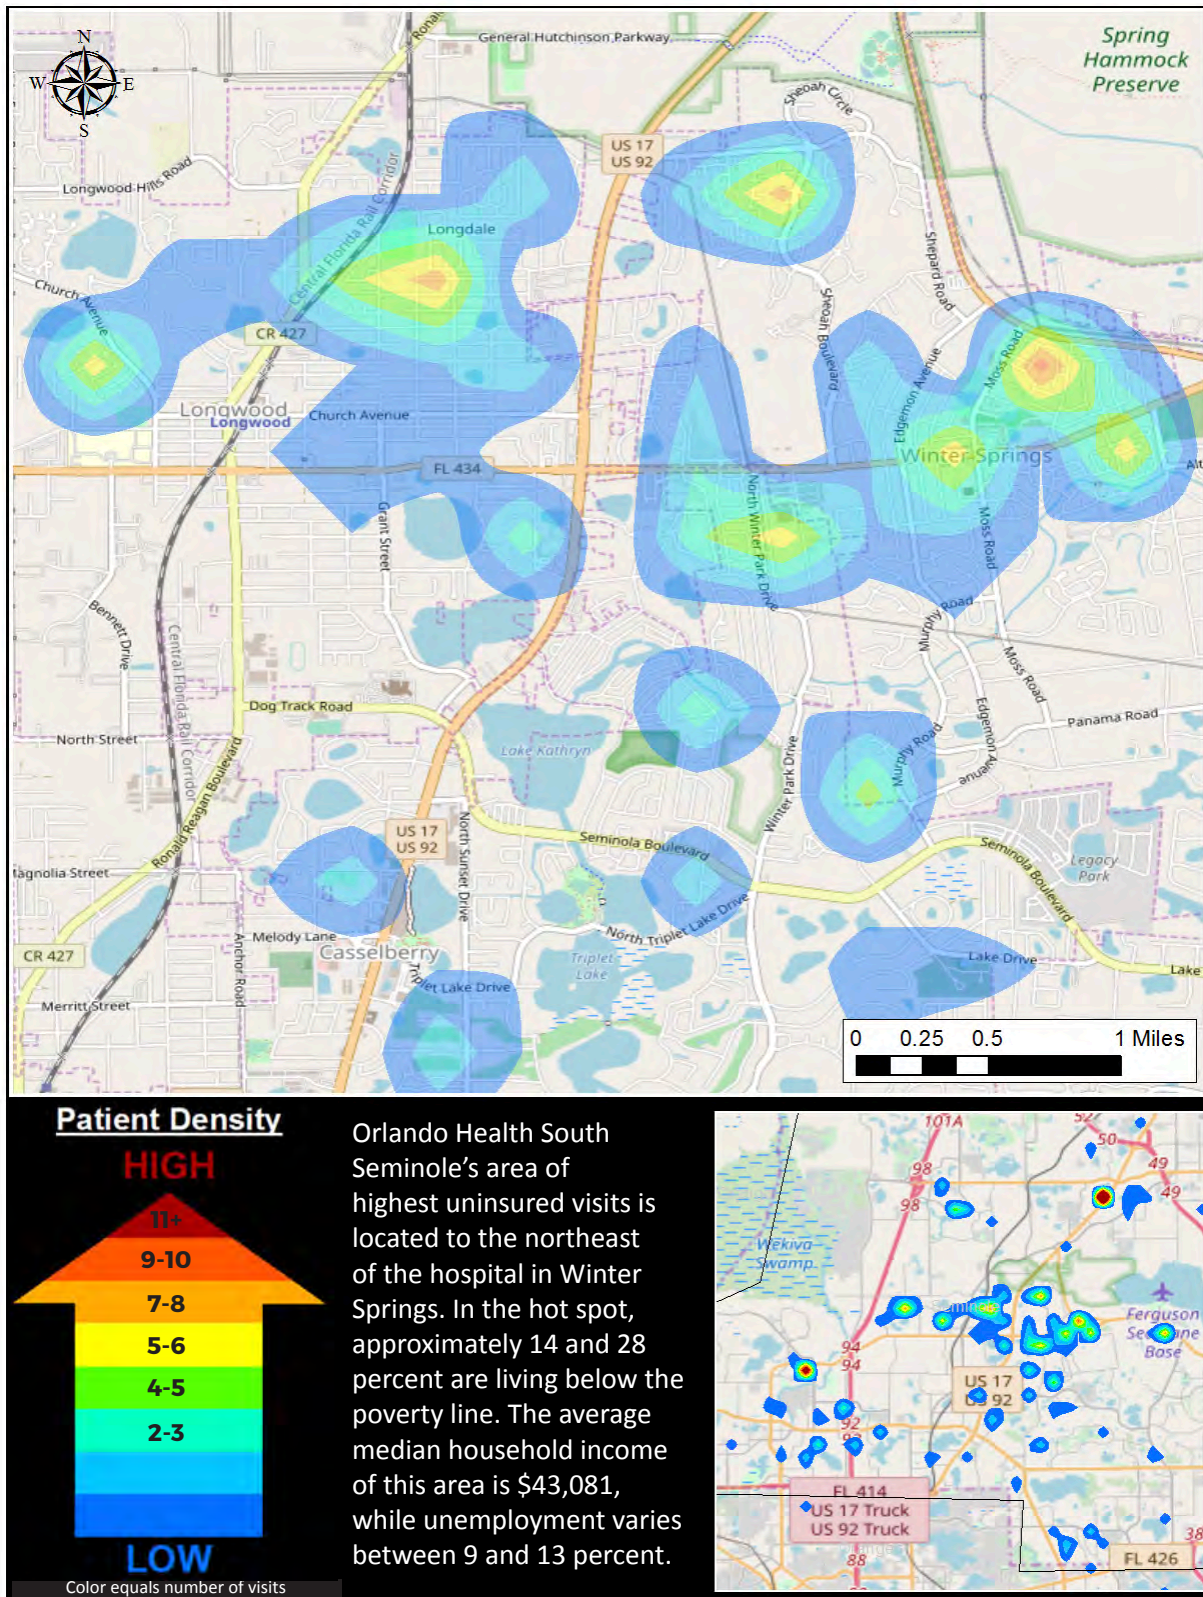 N
W
E
S
Ronald
General Hutchinson Parkway
Spring
Hammock
Preserve
Sheoah Circle
US 17
US 92
Longwood Hills Road
Central Florida Rail Corridor
Longdale
Shepard Road
Church Avenue
Sheoah Boulevard
CR 427
Moss Road
Edgemon Avenue
Longwood
Longwood
Church Avenue
Winter Springs
FL 434
Alt
North Winter Park Drive
Grant Street
Moss Road
Bennett Drive
Murphy Road
Central Florida Rail Corridor
Moss Road
Dog Track Road
Edgemon Avenue
Panama Road
North Street
Lake Kathryn
Murphy Road
Winter Park Drive
Ronald Reagan Boulevard
US 17
US 92
North Sunset Drive
Seminola Boulevard
Seminola Boulevard
Legacy
Park
Magnolia Street
North Triplet Lake Drive
Melody Lane
Casselberry
CR 427
Anchor Road
Triplet
Lake
Lake Drive
Lake
Triplet Lake Drive
Merritt Street
0 0.25 0.5 1 Miles
Patient Density
HIGH
11+
9-10
7-8
5-6
4-5
2-3
LOW
Color equals number of visits
Orlando Health South
Seminole’s area of
highest uninsured visits is
located to the northeast
of the hospital in Winter
Springs. In the hot spot,
approximately 14 and 28
percent are living below the
poverty line. The average
median household income
of this area is $43,081,
while unemployment varies
between 9 and 13 percent.
101A
52
50
49
49
98
98
Wekiva
Swamp
Ferguson
Base
94
94
US 17
US 92
92
FL 414
US 17 Truck
US 92 Truck
88
38
FL 426